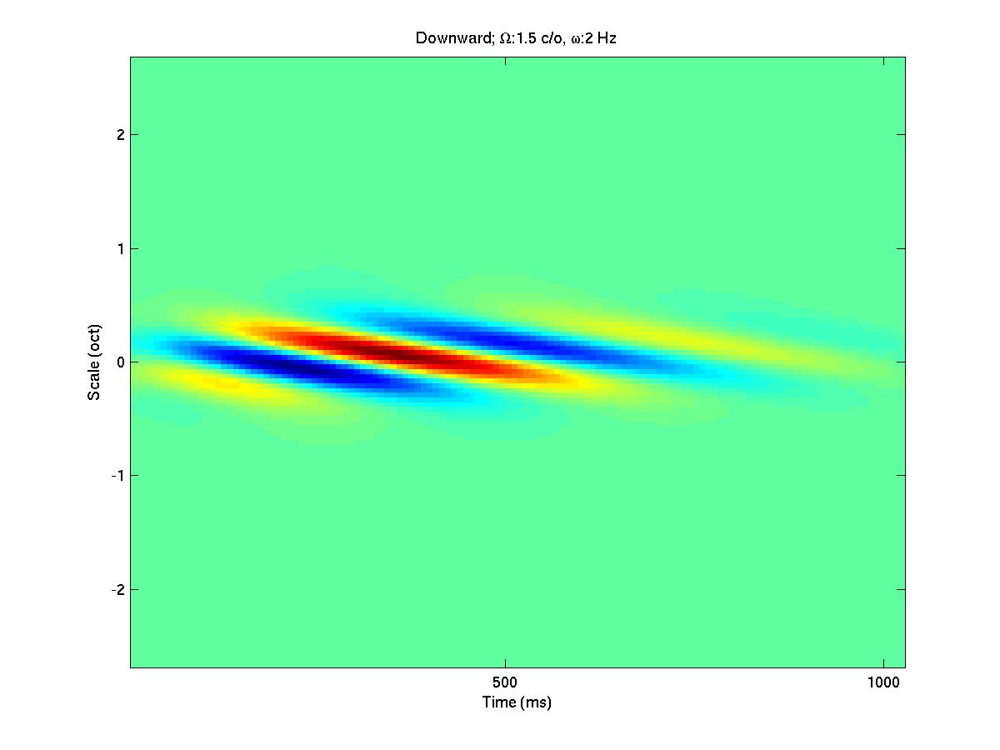 Downward; Ω:1.5 c/o, ω:2 Hz
2
1
0
-1
-2
Scale (oct)
500
1000
Time (ms)